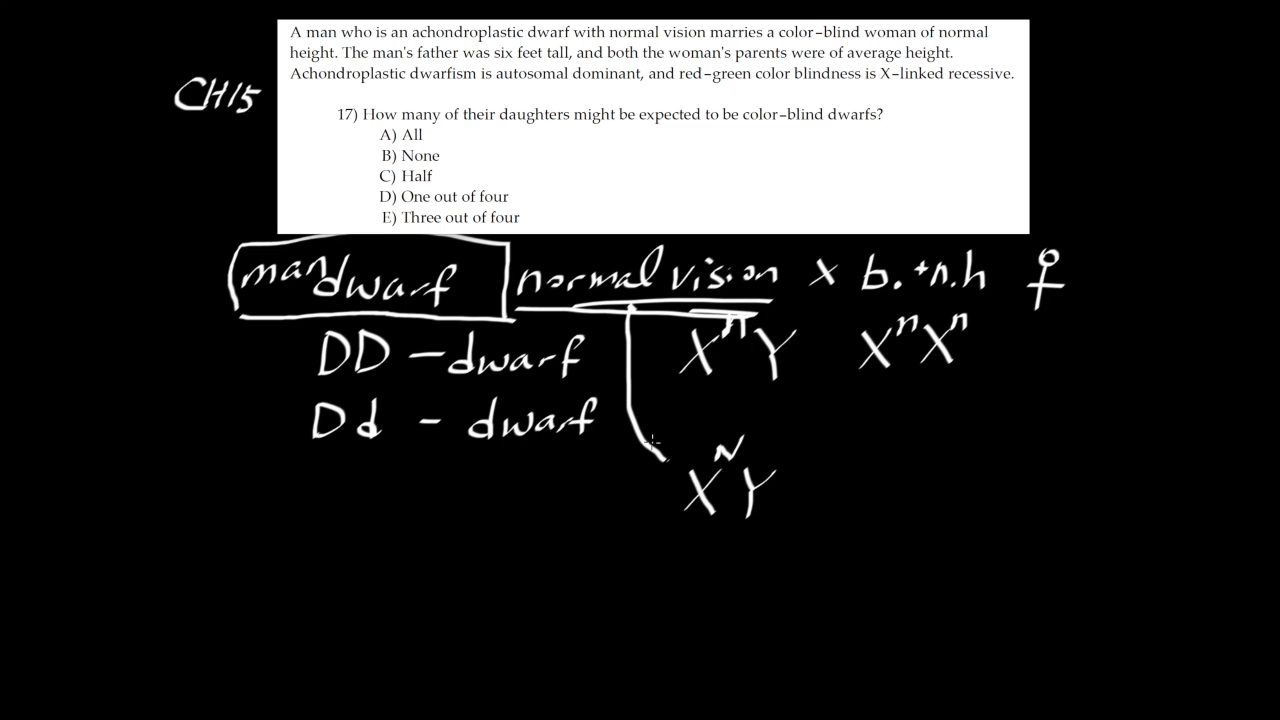 A man who is an achondroplastic dwarf with normal vision marries a color-blind woman of normal
height. The man's father was six feet tall, and both the woman's parents were of average height.
Achondroplastic dwarfism is autosomal dominant, and red-green color blindness is X-linked recessive.
CH15
17) How many of their daughters might be expected to be color-blind dwarfs?
A) All
B) None
C) Half
D) One out of four
E) Three out of four
man dwarf normal vision x b. + n.h ♀
DD - dwarf XⁿY XⁿXⁿ
Dd - dwarf
XᴺY